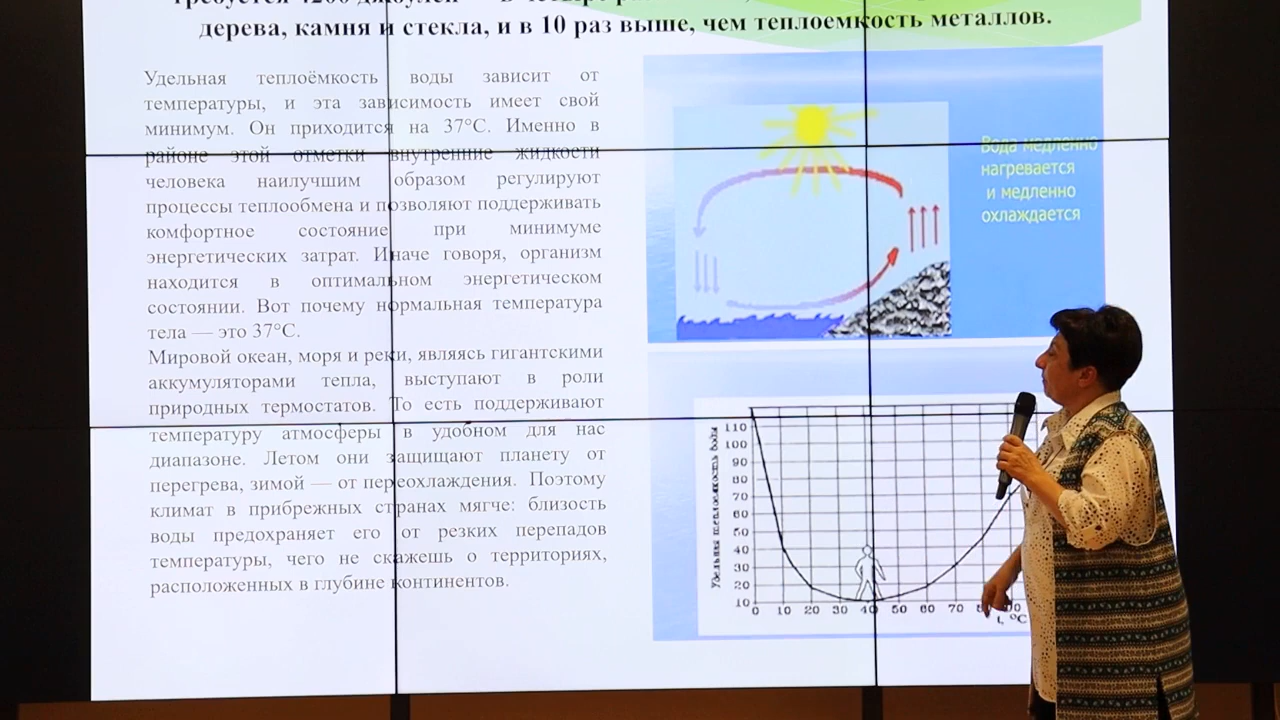 требуется 4200 джоулей —
дерева, камня и стекла, и в 10 раз выше, чем теплоемкость металлов.
Удельная теплоёмкость воды зависит от
температуры, и эта зависимость имеет свой
минимум. Он приходится на 37°С. Именно в
районе этой отметки внутренние жидкости
человека наилучшим образом регулируют
процессы теплообмена и позволяют поддерживать
комфортное состояние при минимуме
энергетических затрат. Иначе говоря, организм
находится в оптимальном энергетическом
состоянии. Вот почему нормальная температура
тела — это 37°С.
Мировой океан, моря и реки, являясь гигантскими
аккумуляторами тепла, выступают в роли
природных термостатов. То есть поддерживают
температуру атмосферы в удобном для нас
диапазоне. Летом они защищают планету от
перегрева, зимой — от переохлаждения. Поэтому
климат в прибрежных странах мягче: близость
воды предохраняет его от резких перепадов
температуры, чего не скажешь о территориях,
расположенных в глубине континентов.
Вода медленно
нагревается
и медленно
охлаждается
Удельная теплоемкость воды
110
100
90
80
70
60
50
40
30
20
10
0 10 20 30 40 50 60 70 80
t, °С